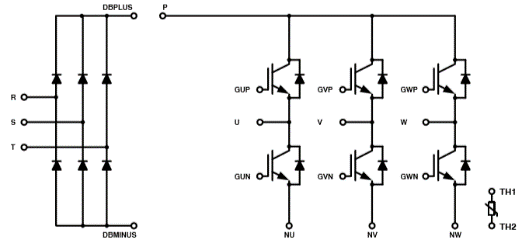 DBPLUS P
GUP GVP GWP
R
S U V W
T
GUN GVN GWN
TH1
TH2
DBMINUS NU NV NW